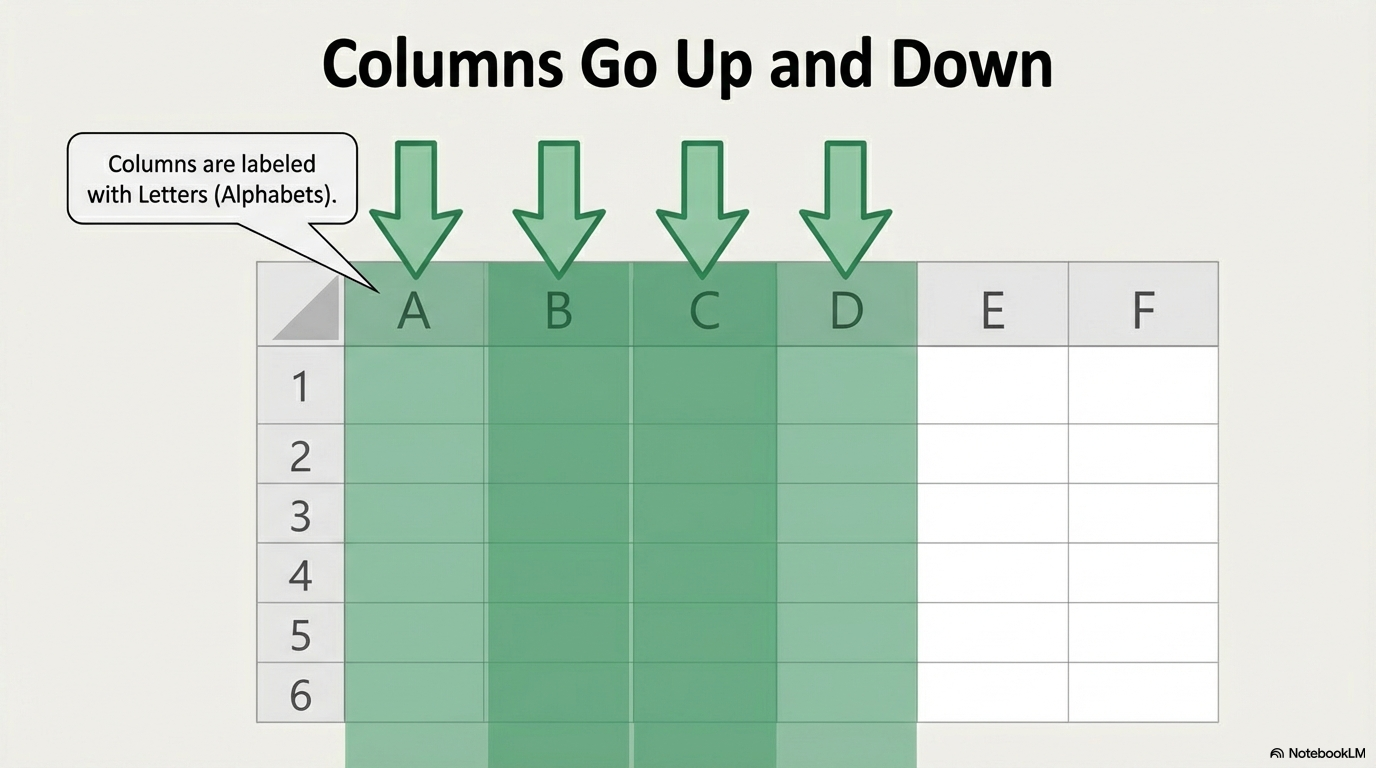 Columns Go Up and Down
Columns are labeled
with Letters (Alphabets).
A B C D E F
1
2
3
4
5
6
NotebookLM